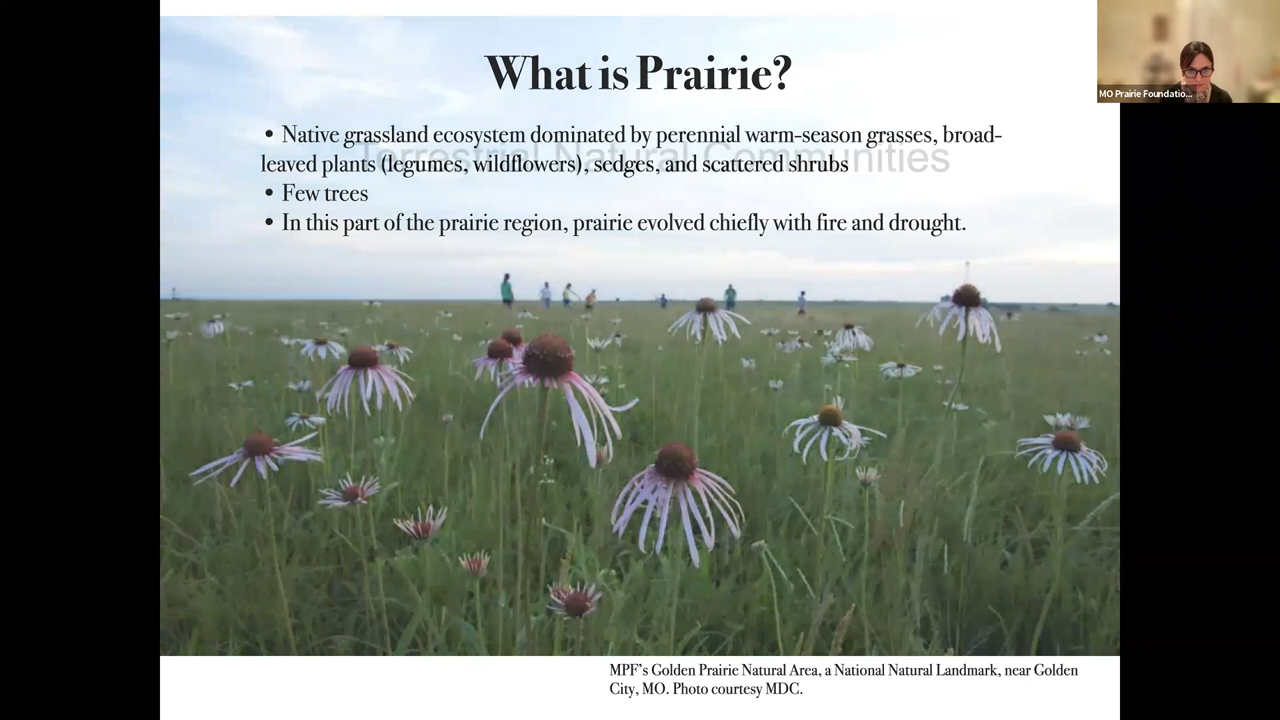 What is Prairie?
MO Prairie Foundatio...
• Native grassland ecosystem dominated by perennial warm-season grasses, broad-
leaved plants (legumes, wildflowers), sedges, and scattered shrubs
Terrestrial Natural Communities
• Few trees
• In this part of the prairie region, prairie evolved chiefly with fire and drought.
MPF's Golden Prairie Natural Area, a National Natural Landmark, near Golden
City, MO. Photo courtesy MDC.